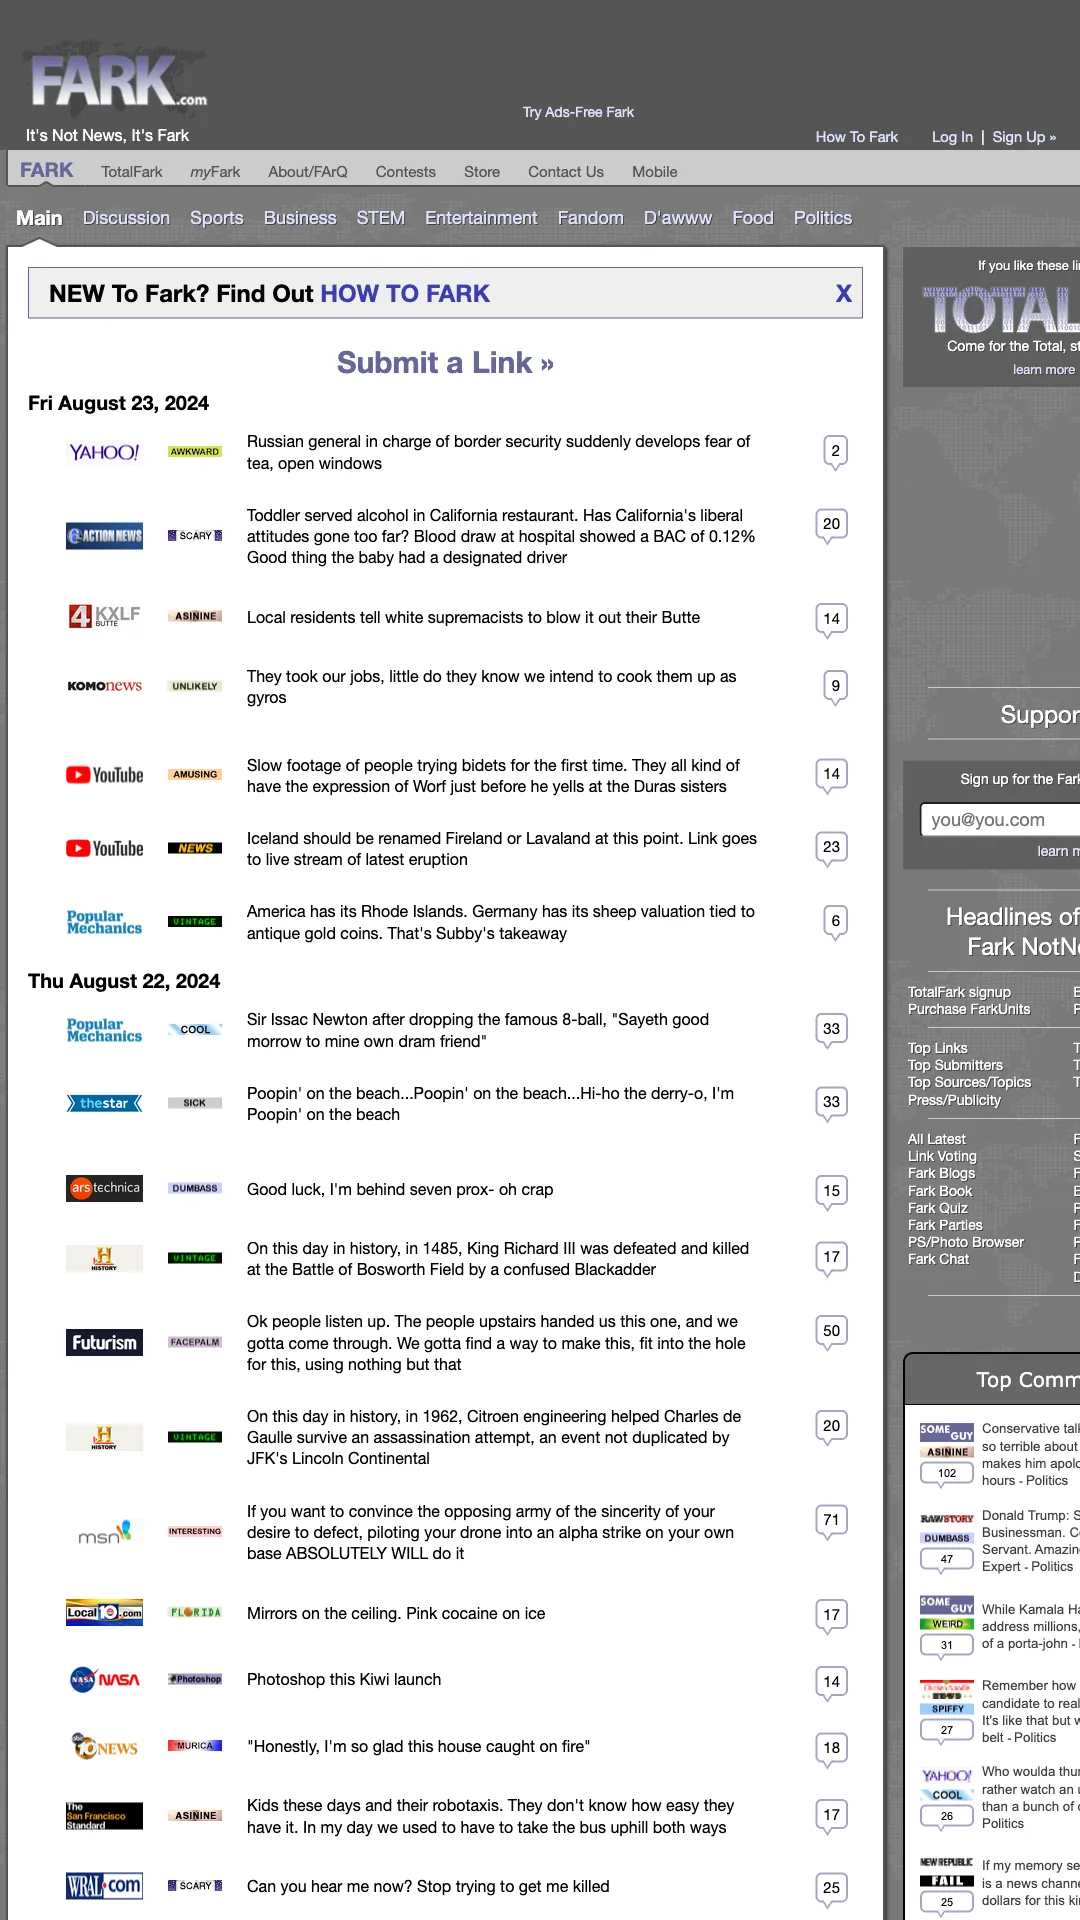 FARK.com
It's Not News, It's Fark
Try Ads-Free Fark
How To Fark
Log In | Sign Up »
FARK TotalFark myFark About/FArQ Contests Store Contact Us Mobile
Main Discussion Sports Business STEM Entertainment Fandom D'awww Food Politics
NEW To Fark? Find Out HOW TO FARK X
Submit a Link »
Fri August 23, 2024
YAHOO! AWKWARD
Russian general in charge of border security suddenly develops fear of
tea, open windows
2
6 ACTION NEWS SCARY
Toddler served alcohol in California restaurant. Has California's liberal
attitudes gone too far? Blood draw at hospital showed a BAC of 0.12%
Good thing the baby had a designated driver
20
4 KXLF BUTTE ASININE
Local residents tell white supremacists to blow it out their Butte
14
KOMOnews UNLIKELY
They took our jobs, little do they know we intend to cook them up as
gyros
9
YouTube AMUSING
Slow footage of people trying bidets for the first time. They all kind of
have the expression of Worf just before he yells at the Duras sisters
14
YouTube NEWS
Iceland should be renamed Fireland or Lavaland at this point. Link goes
to live stream of latest eruption
23
Popular Mechanics VINTAGE
America has its Rhode Islands. Germany has its sheep valuation tied to
antique gold coins. That's Subby's takeaway
6
Thu August 22, 2024
Popular Mechanics COOL
Sir Issac Newton after dropping the famous 8-ball, "Sayeth good
morrow to mine own dram friend"
33
thestar SICK
Poopin' on the beach...Poopin' on the beach...Hi-ho the derry-o, I'm
Poopin' on the beach
33
ars technica DUMBASS
Good luck, I'm behind seven prox- oh crap
15
H HISTORY VINTAGE
On this day in history, in 1485, King Richard III was defeated and killed
at the Battle of Bosworth Field by a confused Blackadder
17
Futurism FACEPALM
Ok people listen up. The people upstairs handed us this one, and we
gotta come through. We gotta find a way to make this, fit into the hole
for this, using nothing but that
50
H HISTORY VINTAGE
On this day in history, in 1962, Citroen engineering helped Charles de
Gaulle survive an assassination attempt, an event not duplicated by
JFK's Lincoln Continental
20
msn INTERESTING
If you want to convince the opposing army of the sincerity of your
desire to defect, piloting your drone into an alpha strike on your own
base ABSOLUTELY WILL do it
71
Local10.com FLORIDA
Mirrors on the ceiling. Pink cocaine on ice
17
NASA NASA #Photoshop
Photoshop this Kiwi launch
14
abc 10 NEWS 'MURICA
"Honestly, I'm so glad this house caught on fire"
18
The San Francisco Standard ASININE
Kids these days and their robotaxis. They don't know how easy they
have it. In my day we used to have to take the bus uphill both ways
17
WRAL.com SCARY
Can you hear me now? Stop trying to get me killed
25
If you like these li
TOTAL
Come for the Total, st
learn more
Suppor
Sign up for the Fark
you@you.com
learn m
Headlines of
Fark NotN
TotalFark signup
Purchase FarkUnits
Top Links
Top Submitters
Top Sources/Topics
Press/Publicity
All Latest
Link Voting
Fark Blogs
Fark Book
Fark Quiz
Fark Parties
PS/Photo Browser
Fark Chat
Top Comm
SOME GUY ASININE 102
Conservative talk
so terrible about
makes him apolo
hours - Politics
RAW STORY DUMBASS 47
Donald Trump: S
Businessman. C
Servant. Amazin
Expert - Politics
SOME GUY WEIRD 31
While Kamala Ha
address millions,
of a porta-john -
SPIFFY 27
Remember how
candidate to real
It's like that but w
belt - Politics
YAHOO! COOL 26
Who woulda thun
rather watch an u
than a bunch of
Politics
NEW REPUBLIC FAIL 25
If my memory se
is a news channe
dollars for this ki